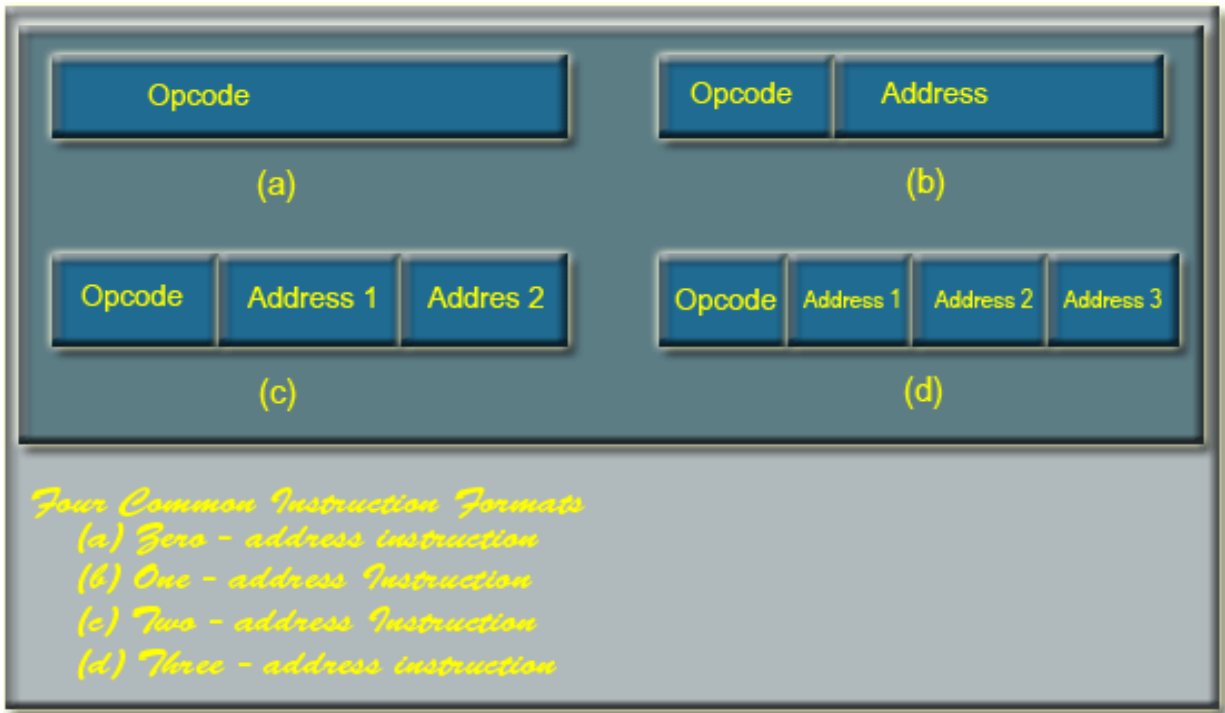 Opcode
Opcode Address
(a)
(b)
Opcode Address 1 Addres 2
Opcode Address 1 Address 2 Address 3
(c)
(d)
Four Common Instruction Formats
(a) Zero - address instruction
(b) One - address Instruction
(c) Two - address Instruction
(d) Three - address instruction